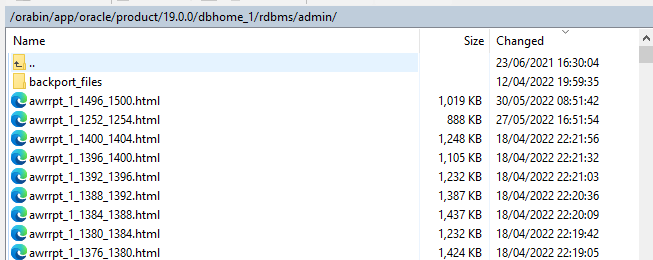 /orabin/app/oracle/product/19.0.0/dbhome_1/rdbms/admin/
Name Size Changed
.. 23/06/2021 16:30:04
backport_files 12/04/2022 19:59:35
awrrpt_1_1496_1500.html 1,019 KB 30/05/2022 08:51:42
awrrpt_1_1252_1254.html 888 KB 27/05/2022 16:51:54
awrrpt_1_1400_1404.html 1,248 KB 18/04/2022 22:21:56
awrrpt_1_1396_1400.html 1,105 KB 18/04/2022 22:21:32
awrrpt_1_1392_1396.html 1,232 KB 18/04/2022 22:21:03
awrrpt_1_1388_1392.html 1,387 KB 18/04/2022 22:20:36
awrrpt_1_1384_1388.html 1,437 KB 18/04/2022 22:20:09
awrrpt_1_1380_1384.html 1,232 KB 18/04/2022 22:19:42
awrrpt_1_1376_1380.html 1,424 KB 18/04/2022 22:19:05